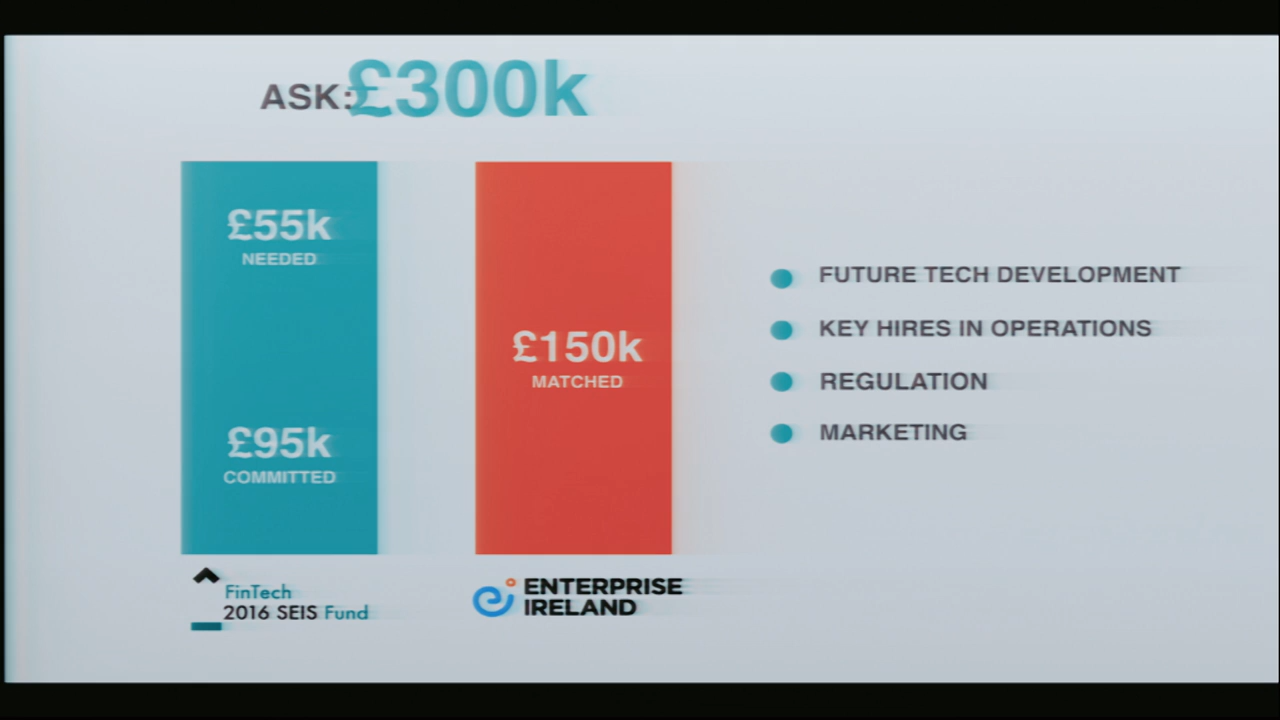 ASK: £300k
£55k
NEEDED
£95k
COMMITTED
£150k
MATCHED
FUTURE TECH DEVELOPMENT
KEY HIRES IN OPERATIONS
REGULATION
MARKETING
FinTech
2016 SEIS Fund
ENTERPRISE
IRELAND